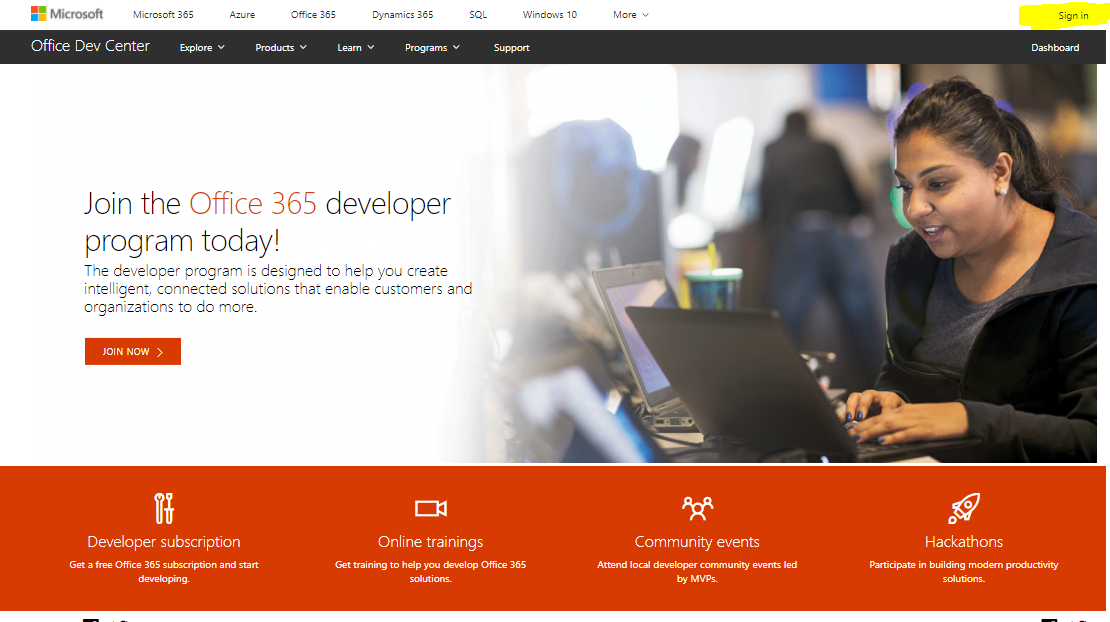 Microsoft Microsoft 365 Azure Office 365 Dynamics 365 SQL Windows 10 More Sign in
Office Dev Center Explore Products Learn Programs Support Dashboard
Join the Office 365 developer
program today!
The developer program is designed to help you create
intelligent, connected solutions that enable customers and
organizations to do more.
JOIN NOW
Developer subscription
Get a free Office 365 subscription and start
developing.
Online trainings
Get training to help you develop Office 365
solutions.
Community events
Attend local developer community events led
by MVPs.
Hackathons
Participate in building modern productivity
solutions.